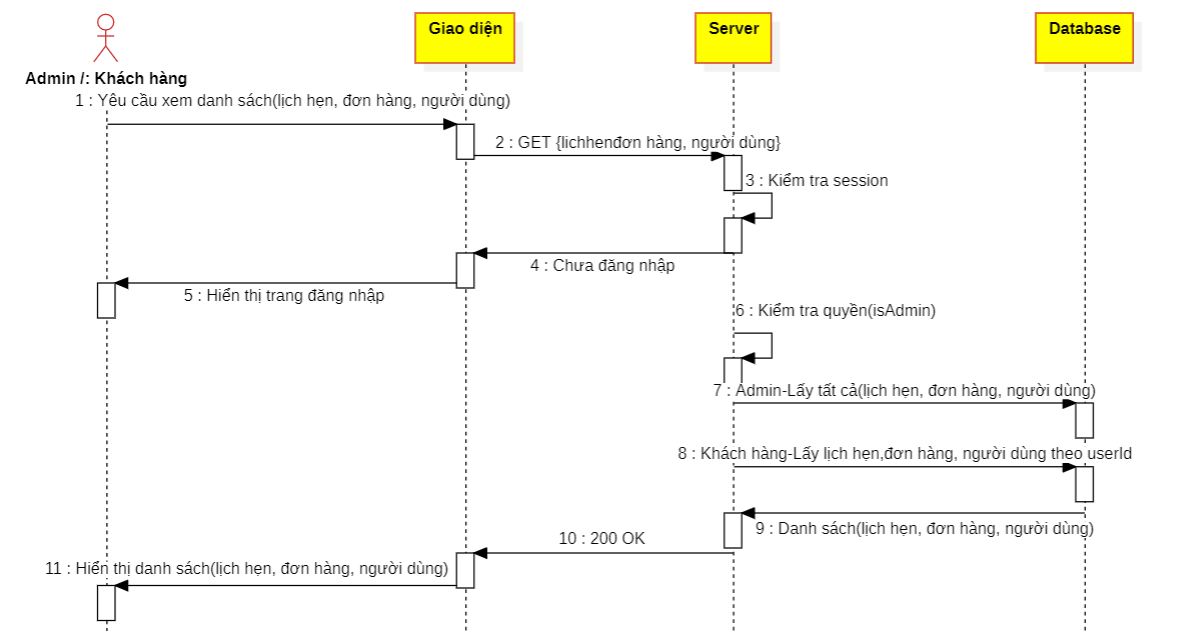 Giao diện
Server
Database
Admin /: Khách hàng
1 : Yêu cầu xem danh sách(lịch hẹn, đơn hàng, người dùng)
2 : GET {lichhenđơn hàng, người dùng}
3 : Kiểm tra session
4 : Chưa đăng nhập
5 : Hiển thị trang đăng nhập
6 : Kiểm tra quyền(isAdmin)
7 : Admin-Lấy tất cả(lịch hẹn, đơn hàng, người dùng)
8 : Khách hàng-Lấy lịch hẹn,đơn hàng, người dùng theo userId
9 : Danh sách(lịch hẹn, đơn hàng, người dùng)
10 : 200 OK
11 : Hiển thị danh sách(lịch hẹn, đơn hàng, người dùng)